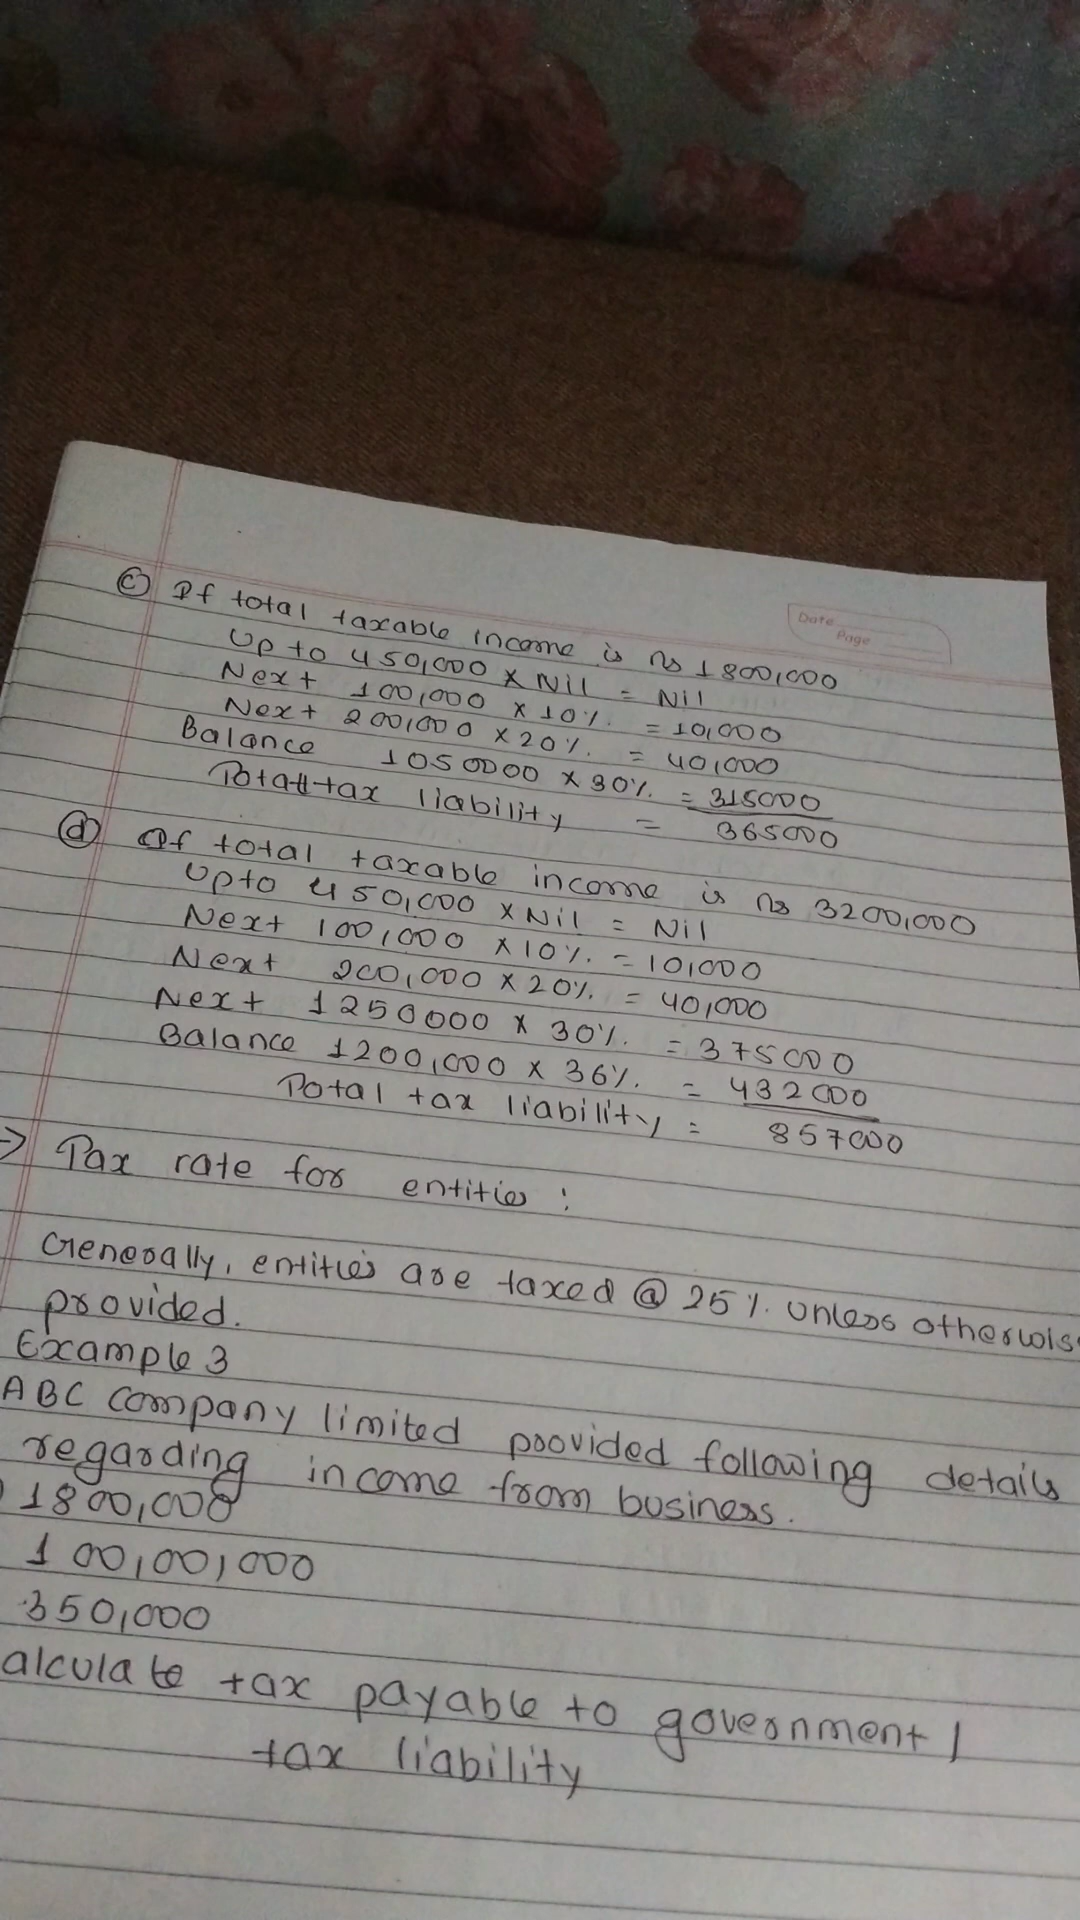 Date
Page
(c) If total taxable income is rs 1800,000
Up to 450,000 x Nil = Nil
Next 100,000 x 10% = 10,000
Next 200,000 x 20% = 40,000
Balance 1050000 x 30% = 315000
Total tax liability = 365000
(d) If total taxable income is rs 3200,000
Upto 450,000 x Nil = Nil
Next 100,000 x 10% = 10,000
Next 200,000 x 20% = 40,000
Next 1250000 x 30% = 375000
Balance 1200,000 x 36% = 432000
Total tax liability = 857000
→ Tax rate for entities :
Generally, entities are taxed @ 25% unless otherwis
provided.
Example 3
ABC company limited provided following details
regarding income from business.
) 1800,000
100,00,000
350,000
alculate tax payable to government /
tax liability